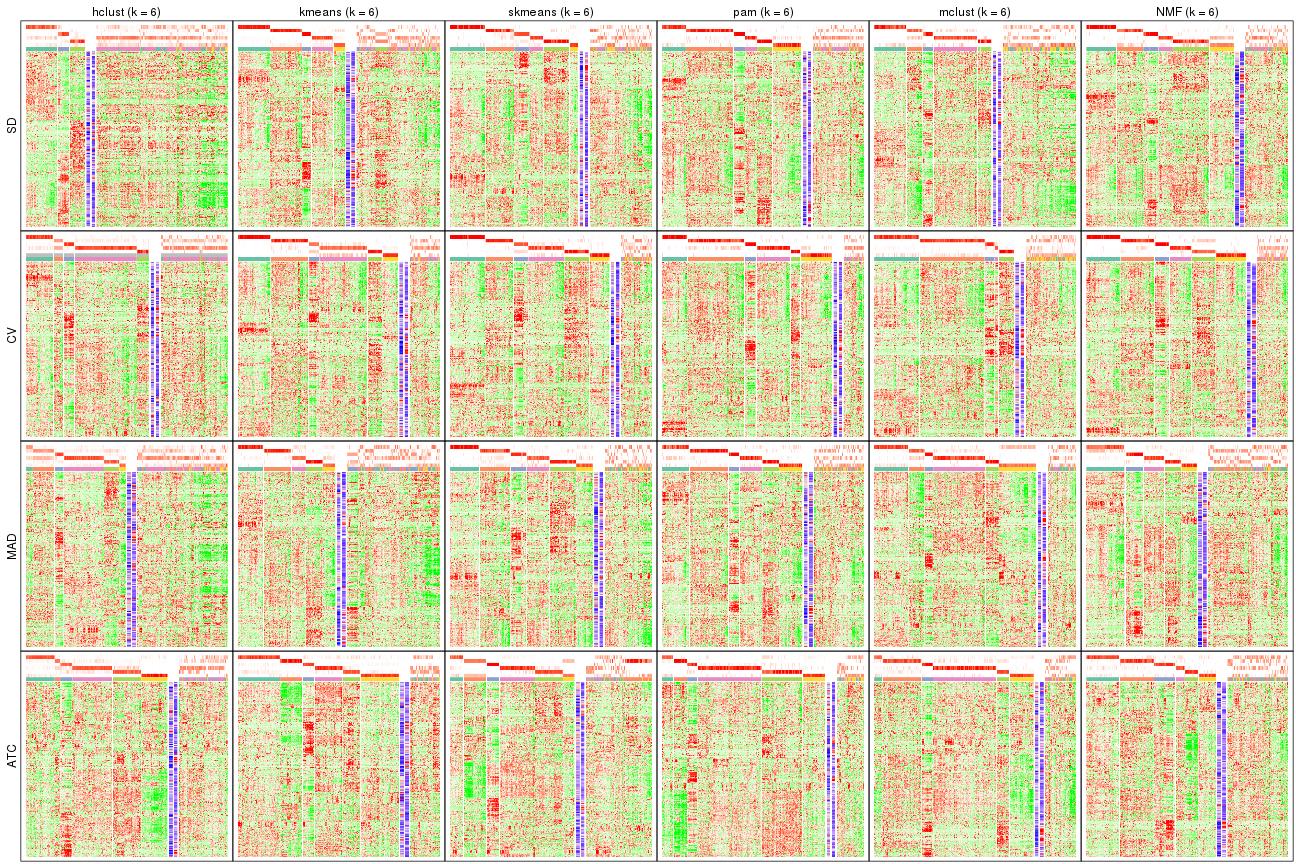 hclust (k = 6) kmeans (k = 6) skmeans (k = 6) pam (k = 6) mclust (k = 6) NMF (k = 6)
SD
CV
MAD
ATC